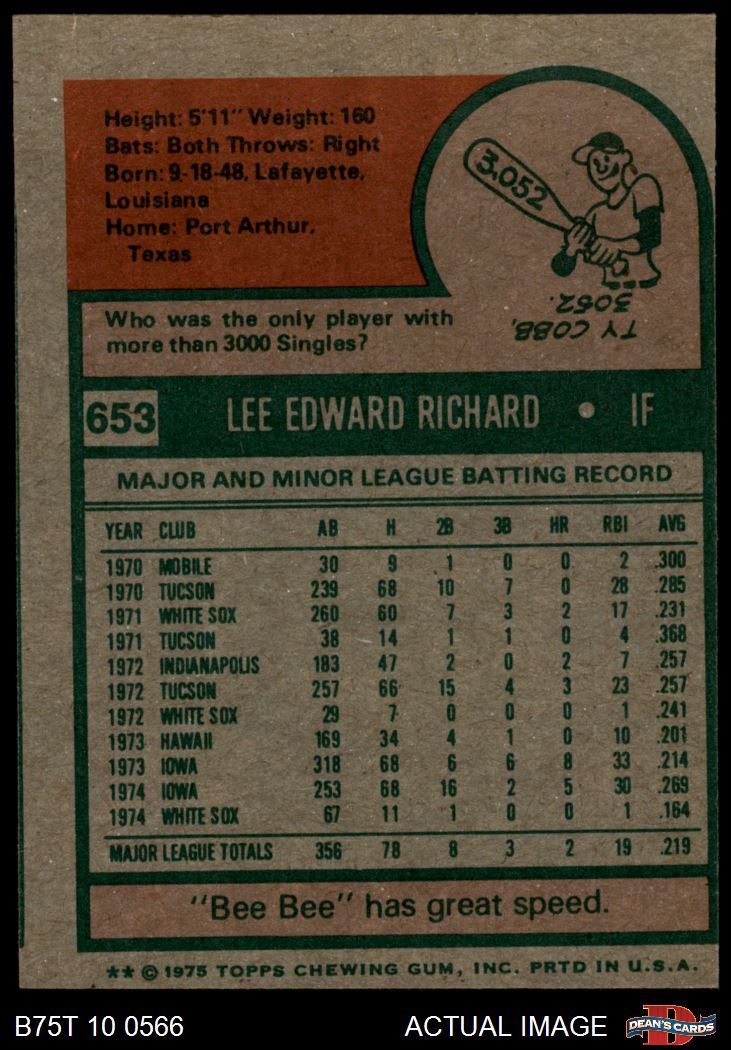 Height: 5'11" Weight: 160
Bats: Both Throws: Right
Born: 9-18-48, Lafayette,
Louisiana
Home: Port Arthur,
Texas
3,052
TY COBB,
3052.
Who was the only player with
more than 3000 Singles?
653 LEE EDWARD RICHARD • IF
MAJOR AND MINOR LEAGUE BATTING RECORD
YEAR CLUB AB H 2B 3B HR RBI AVG
1970 MOBILE 30 9 1 0 0 2 .300
1970 TUCSON 239 68 10 7 0 28 .285
1971 WHITE SOX 260 60 7 3 2 17 .231
1971 TUCSON 38 14 1 1 0 4 .368
1972 INDIANAPOLIS 183 47 2 0 2 7 .257
1972 TUCSON 257 66 15 4 3 23 .257
1972 WHITE SOX 29 7 0 0 0 1 .241
1973 HAWAII 169 34 4 1 0 10 .201
1973 IOWA 318 68 6 6 8 33 .214
1974 IOWA 253 68 16 2 5 30 .269
1974 WHITE SOX 67 11 1 0 0 1 .164
MAJOR LEAGUE TOTALS 356 78 8 3 2 19 .219
"Bee Bee" has great speed.
** © 1975 TOPPS CHEWING GUM, INC. PRTD IN U.S.A.
B75T 10 0566 ACTUAL IMAGE DEAN'S CARDS